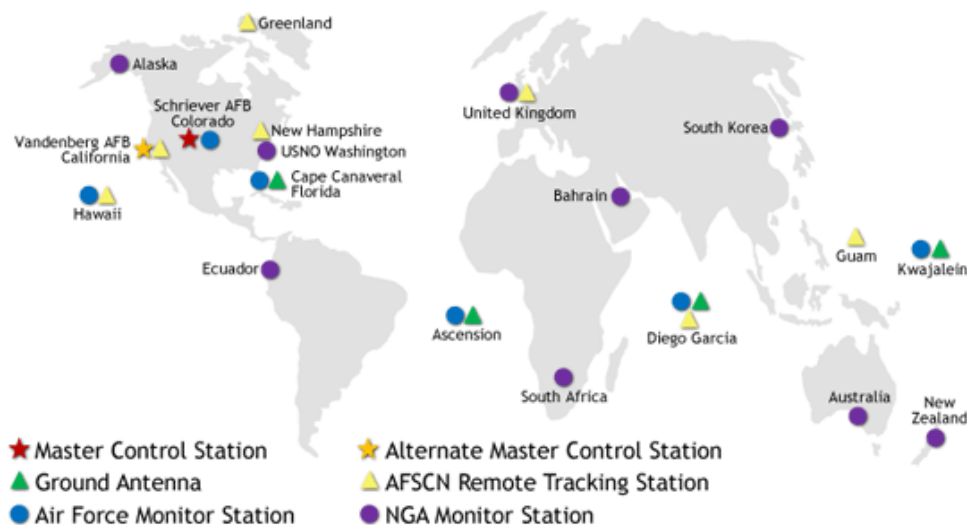 Greenland
Alaska
Schriever AFB
Colorado
Vandenberg AFB
California
New Hampshire
USNO Washington
Cape Canaveral
Florida
Hawaii
United Kingdom
South Korea
Bahrain
Ecuador
Guam
Kwajalein
Ascension
Diego Garcia
South Africa
Australia
New
Zealand
Master Control Station
Alternate Master Control Station
Ground Antenna
AFSCN Remote Tracking Station
Air Force Monitor Station
NGA Monitor Station